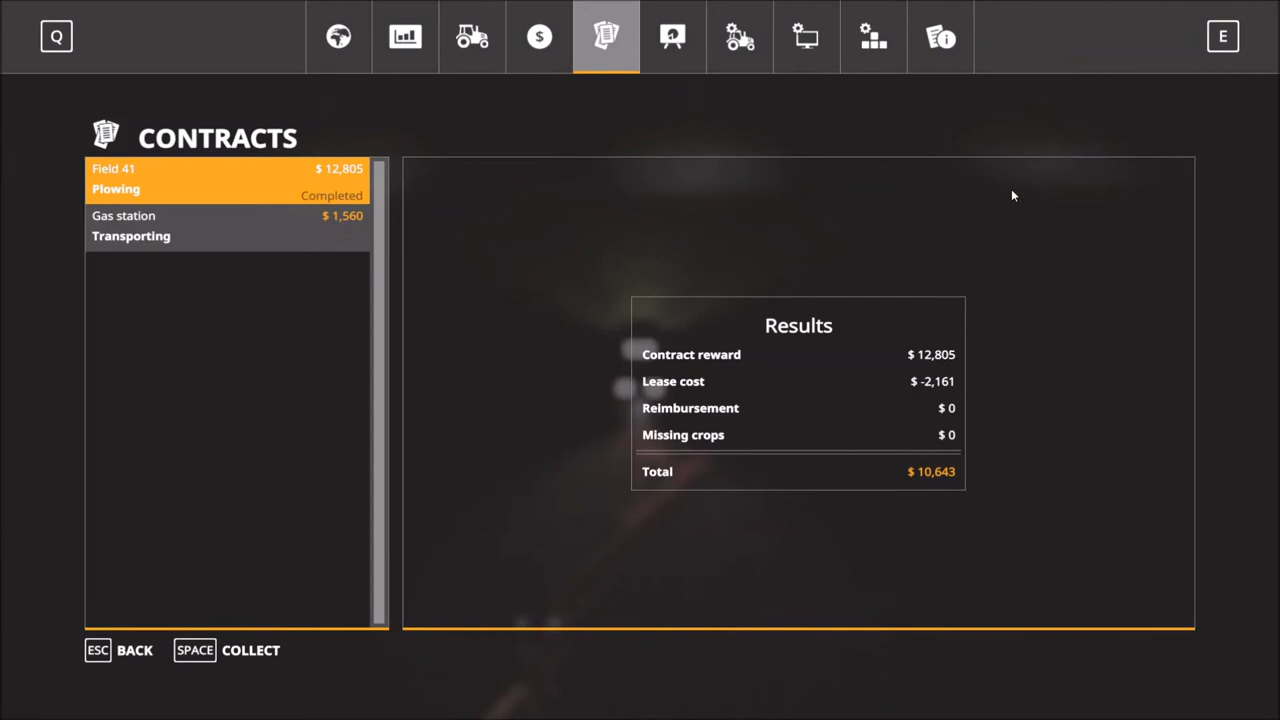 Q
$
E
CONTRACTS
Field 41 $ 12,805
Plowing Completed
Gas station $ 1,560
Transporting
Results
Contract reward $ 12,805
Lease cost $ -2,161
Reimbursement $ 0
Missing crops $ 0
Total $ 10,643
ESC BACK SPACE COLLECT